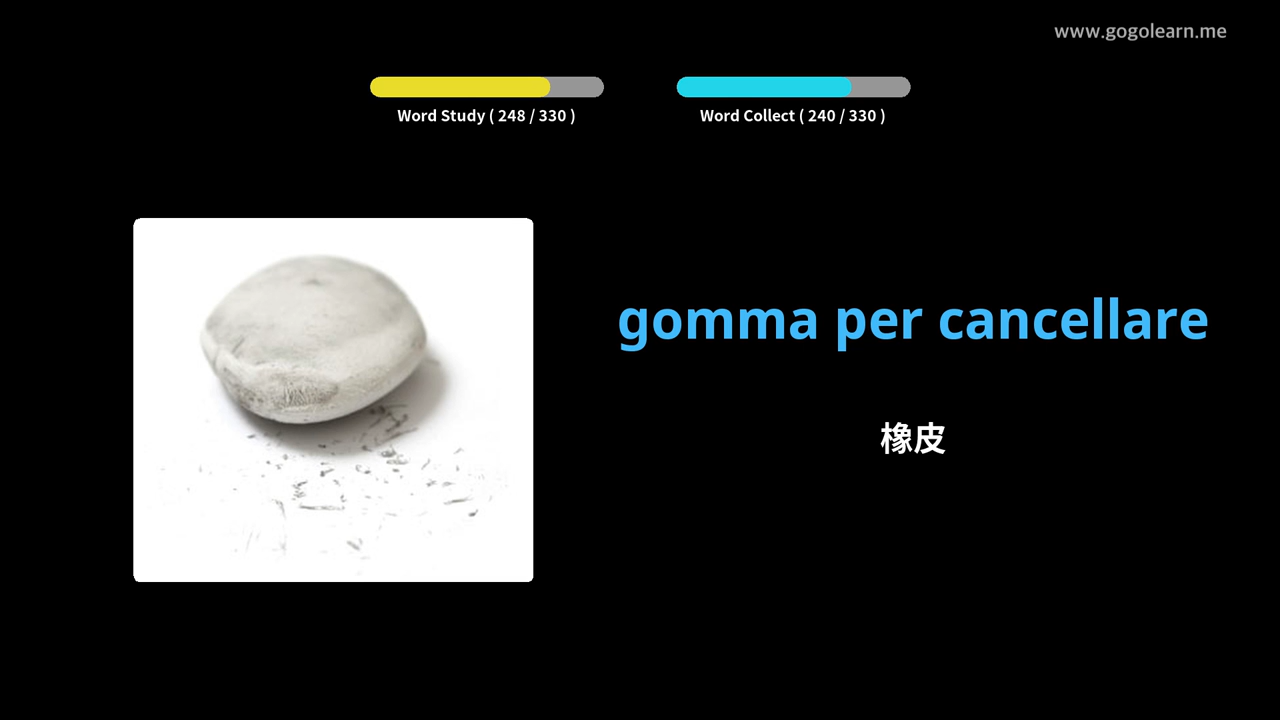 www.gogolearn.me
Word Study ( 248 / 330 )
Word Collect ( 240 / 330 )
gomma per cancellare
橡皮